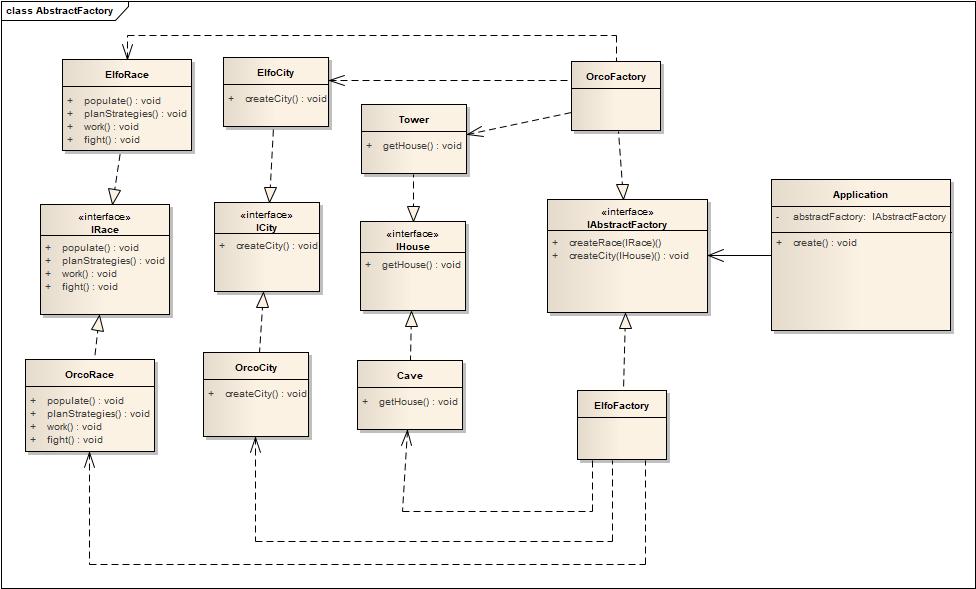 class AbstractFactory
ElfoRace
+ populate() : void
+ planStrategies() : void
+ work() : void
+ fight() : void
ElfoCity
+ createCity() : void
Tower
+ getHouse() : void
OrcoFactory
«interface»
IRace
+ populate() : void
+ planStrategies() : void
+ work() : void
+ fight() : void
«interface»
ICity
+ createCity() : void
«interface»
IHouse
+ getHouse() : void
«interface»
IAbstractFactory
+ createRace(IRace)()
+ createCity(IHouse)() : void
Application
- abstractFactory: IAbstractFactory
+ create() : void
OrcoRace
+ populate() : void
+ planStrategies() : void
+ work() : void
+ fight() : void
OrcoCity
+ createCity() : void
Cave
+ getHouse() : void
ElfoFactory